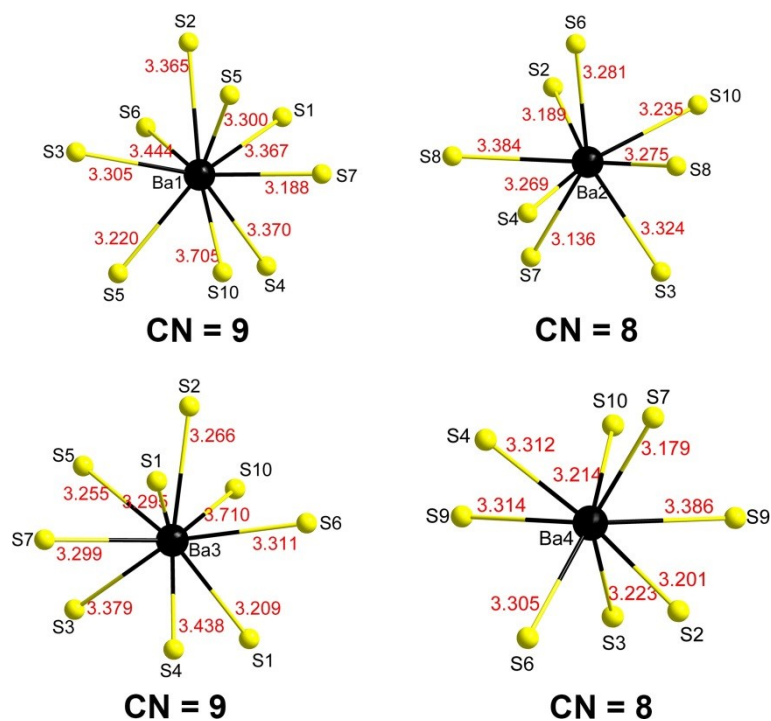 S2
3.365
S5
S1
S6
3.300
S3
3.444
3.367
3.305
Ba1
S7
3.188
3.220
3.705
3.370
S5
S10
S4
CN = 9
S6
S2
3.281
S10
3.189
3.235
S8
3.384
3.275
S8
3.269
Ba2
S4
3.136
3.324
S7
S3
CN = 8
S2
3.266
S5
S1
S10
3.255
3.295
3.710
S6
S7
3.299
Ba3
3.311
3.379
3.209
S3
3.438
S4
S1
CN = 9
S10
S7
S4
3.312
3.179
3.214
S9
3.314
3.386
S9
Ba4
3.201
3.305
3.223
S2
S6
S3
CN = 8